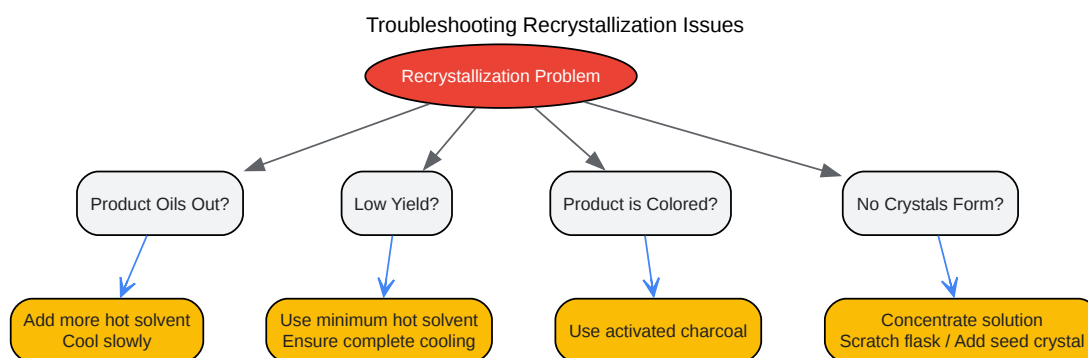 Troubleshooting Recrystallization Issues
Recrystallization Problem
Product Oils Out?
Low Yield?
Product is Colored?
No Crystals Form?
Add more hot solvent
Cool slowly
Use minimum hot solvent
Ensure complete cooling
Use activated charcoal
Concentrate solution
Scratch flask / Add seed crystal